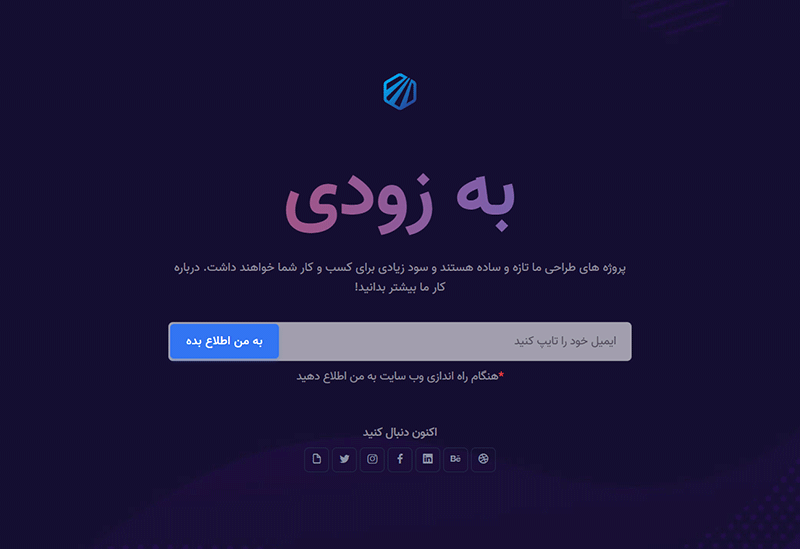 به زودی
پروژه های طراحی ما تازه و ساده هستند و سود زیادی برای کسب و کار شما خواهند داشت. درباره
کار ما بیشتر بدانید!
ایمیل خود را تایپ کنید
به من اطلاع بده
*هنگام راه اندازی وب سایت به من اطلاع دهید
اکنون دنبال کنید